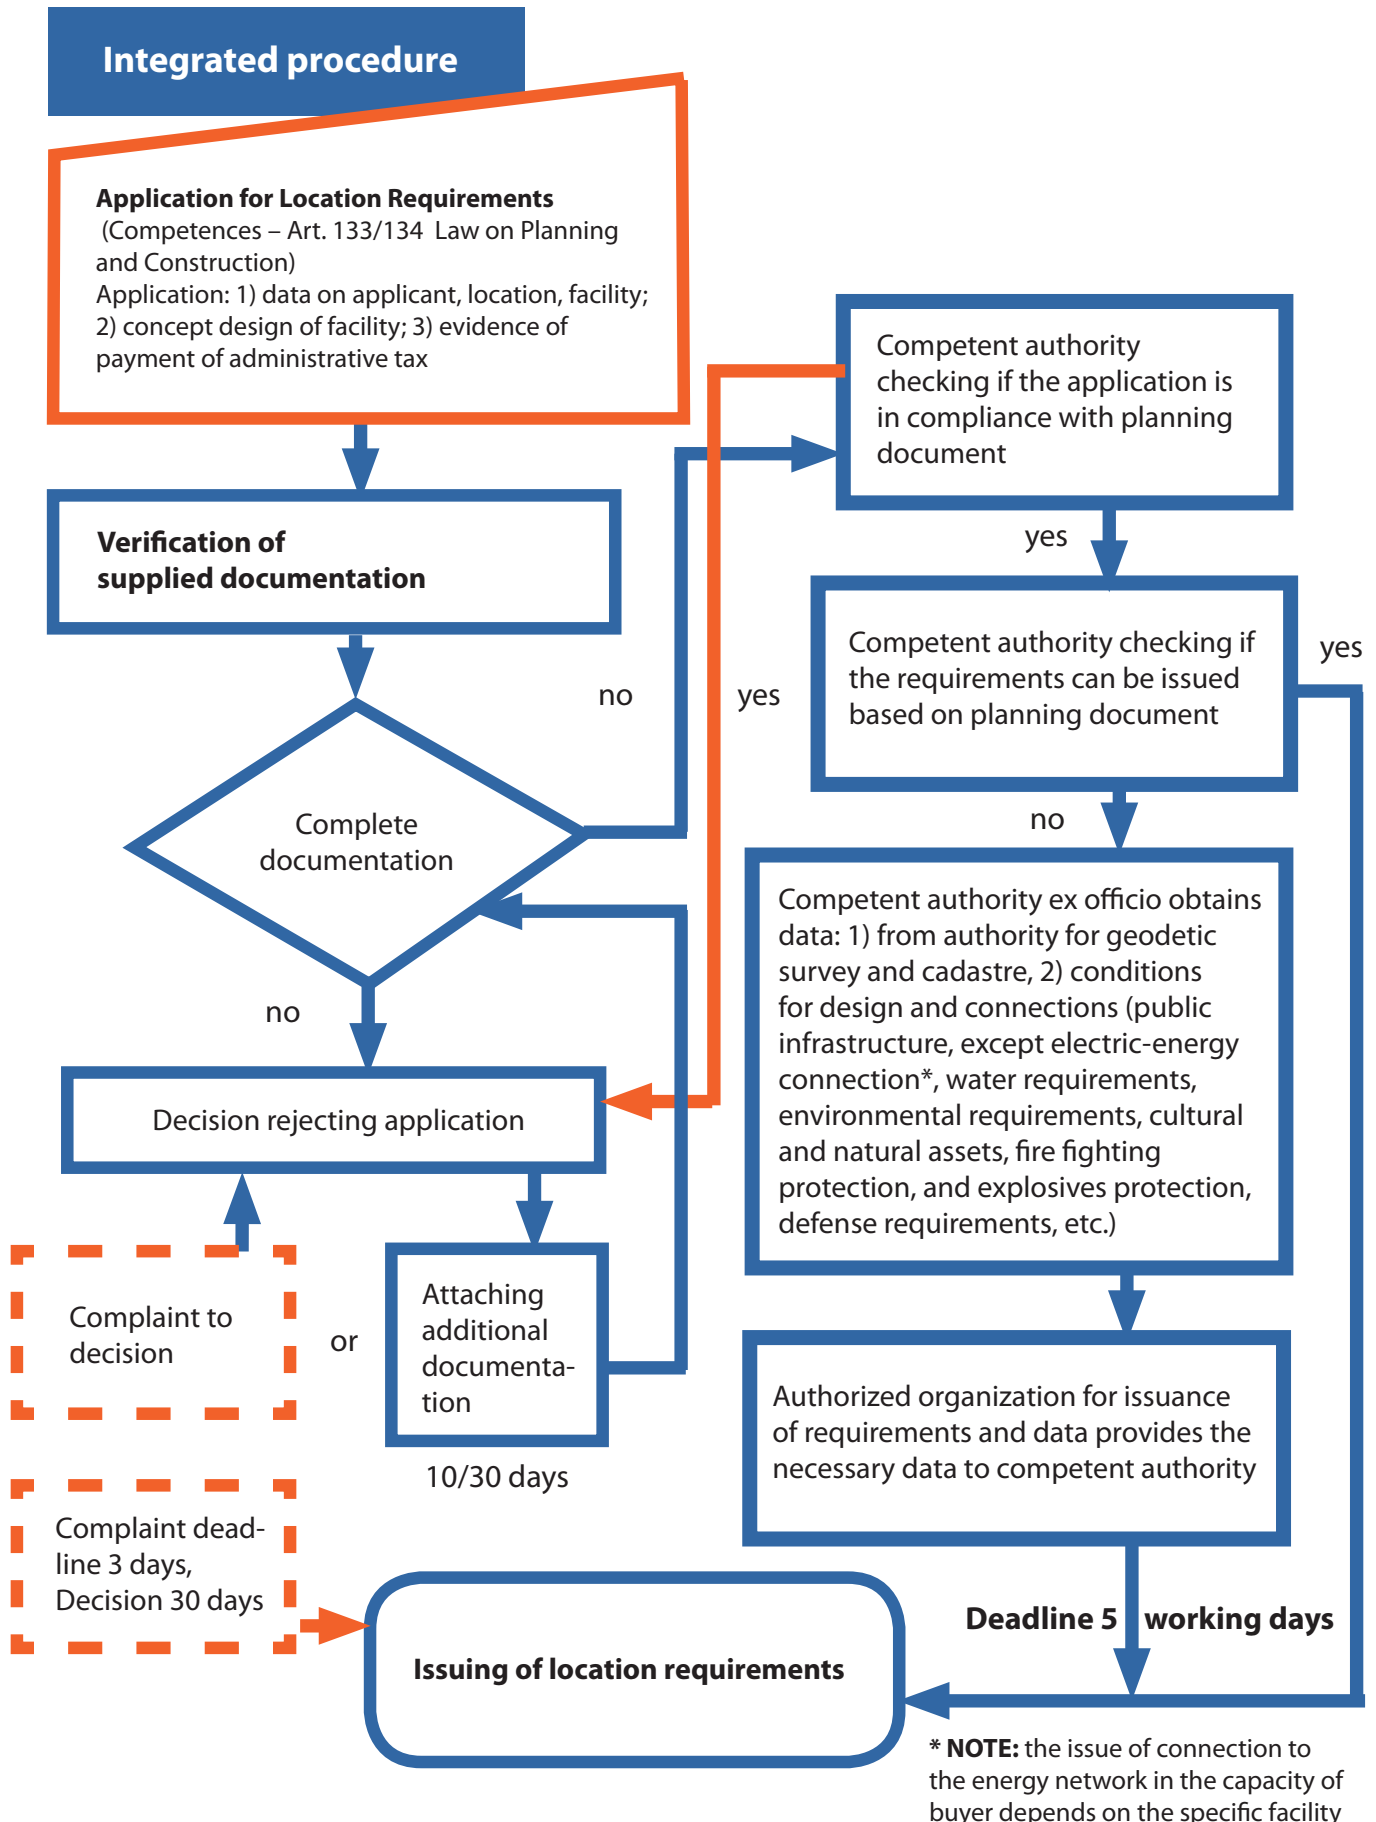 Integrated procedure
Application for Location Requirements
(Competences – Art. 133/134 Law on Planning
and Construction)
Application: 1) data on applicant, location, facility;
2) concept design of facility; 3) evidence of
payment of administrative tax
Verification of
supplied documentation
Complete
documentation
no
no
Decision rejecting application
Complaint to
decision
or
Attaching
additional
documenta-
tion
10/30 days
Complaint dead-
line 3 days,
Decision 30 days
Issuing of location requirements
Competent authority
checking if the application is
in compliance with planning
document
yes
yes
Competent authority checking if
the requirements can be issued
based on planning document
yes
no
Competent authority ex officio obtains
data: 1) from authority for geodetic
survey and cadastre, 2) conditions
for design and connections (public
infrastructure, except electric-energy
connection*, water requirements,
environmental requirements, cultural
and natural assets, fire fighting
protection, and explosives protection,
defense requirements, etc.)
Authorized organization for issuance
of requirements and data provides the
necessary data to competent authority
Deadline 5 working days
* NOTE: the issue of connection to
the energy network in the capacity of
buyer depends on the specific facility